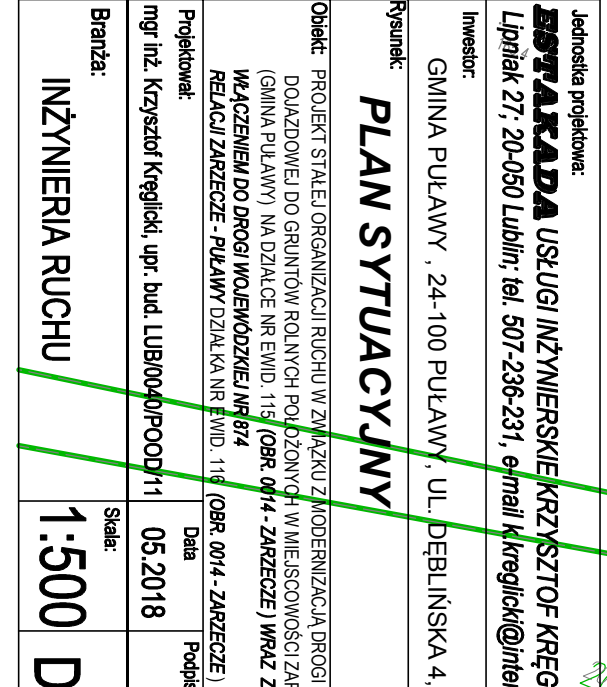 Jednostka projektowa:
ESTAKADA USŁUGI INŻYNIERSKIE KRZYSZTOF KRĘG
Lipniak 27; 20-050 Lublin; tel. 507-236-231, e-mail k.kreglicki@inte
Inwestor:
GMINA PUŁAWY , 24-100 PUŁAWY, UL. DĘBLIŃSKA 4,
Rysunek:
PLAN SYTUACYJNY
Obiekt: PROJEKT STAŁEJ ORGANIZACJI RUCHU W ZWIĄZKU Z MODERNIZACJĄ DROGI
DOJAZDOWEJ DO GRUNTÓW ROLNYCH POŁOŻONYCH W MIEJSCOWOŚCI ZAR
(GMINA PUŁAWY) NA DZIAŁCE NR EWID. 115 (OBR. 0014 - ZARZECZE ) WRAZ Z
WŁĄCZENIEM DO DROGI WOJEWÓDZKIEJ NR 874
RELACJI ZARZECZE - PUŁAWY DZIAŁKA NR EWID. 116 (OBR. 0014 - ZARZECZE )
Projektował:
mgr inż. Krzysztof Kręglicki, upr. bud. LUB/0040/POOD/11
Data
05.2018
Podpis
Branża:
INŻYNIERIA RUCHU
Skala:
1:500
D